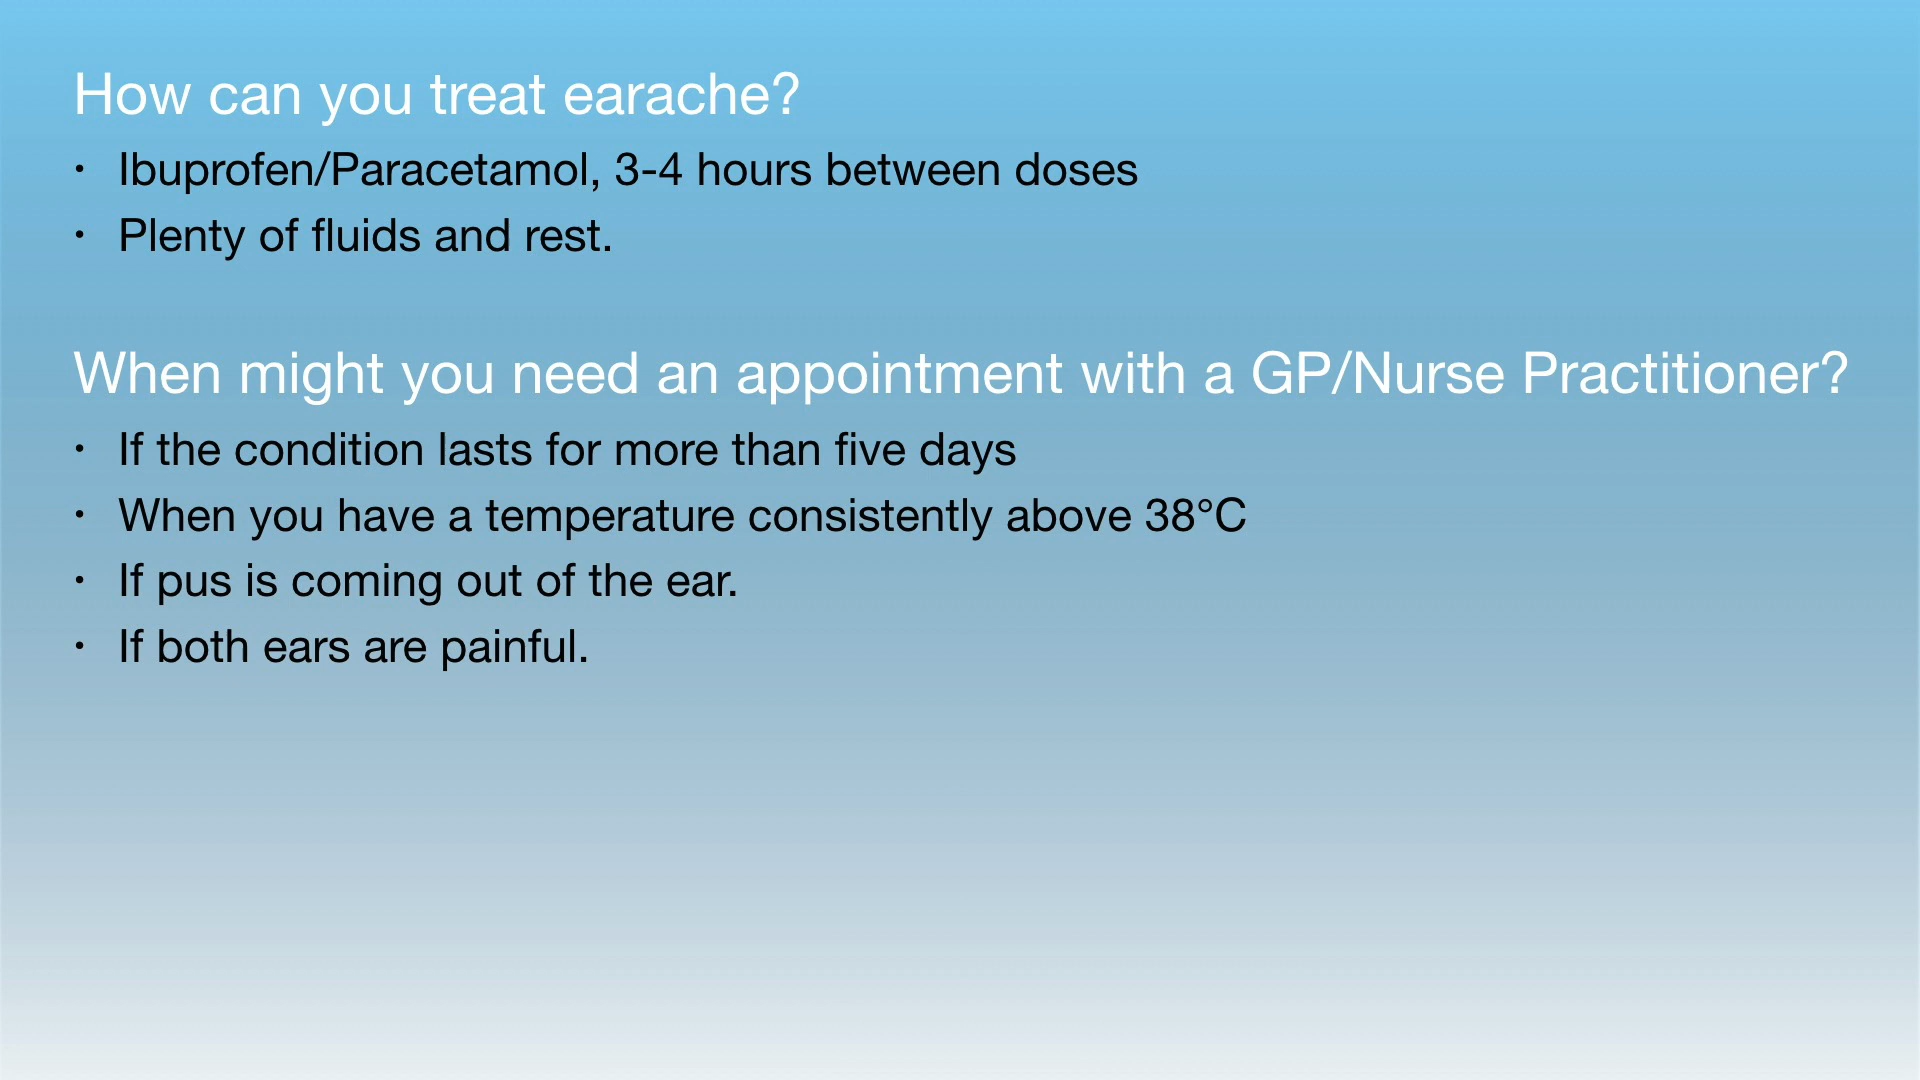 How can you treat earache?
· Ibuprofen/Paracetamol, 3-4 hours between doses
· Plenty of fluids and rest.
When might you need an appointment with a GP/Nurse Practitioner?
· If the condition lasts for more than five days
· When you have a temperature consistently above 38°C
· If pus is coming out of the ear.
· If both ears are painful.